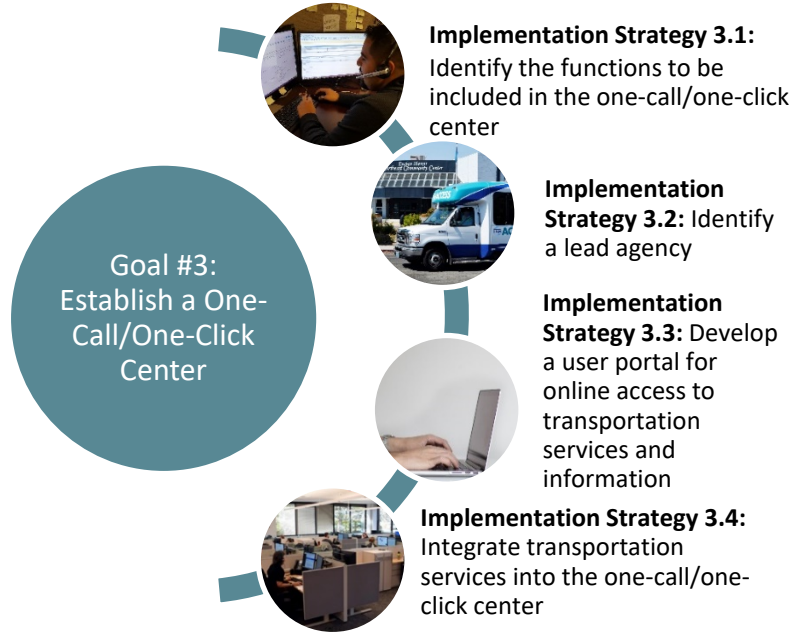 Goal #3:
Establish a One-
Call/One-Click
Center
Implementation Strategy 3.1:
Identify the functions to be
included in the one-call/one-click
center
Implementation
Strategy 3.2: Identify
a lead agency
Implementation
Strategy 3.3: Develop
a user portal for
online access to
transportation
services and
information
Implementation Strategy 3.4:
Integrate transportation
services into the one-call/one-
click center
Community Center
ACCESS